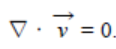 ∇ · v⃗ = 0.